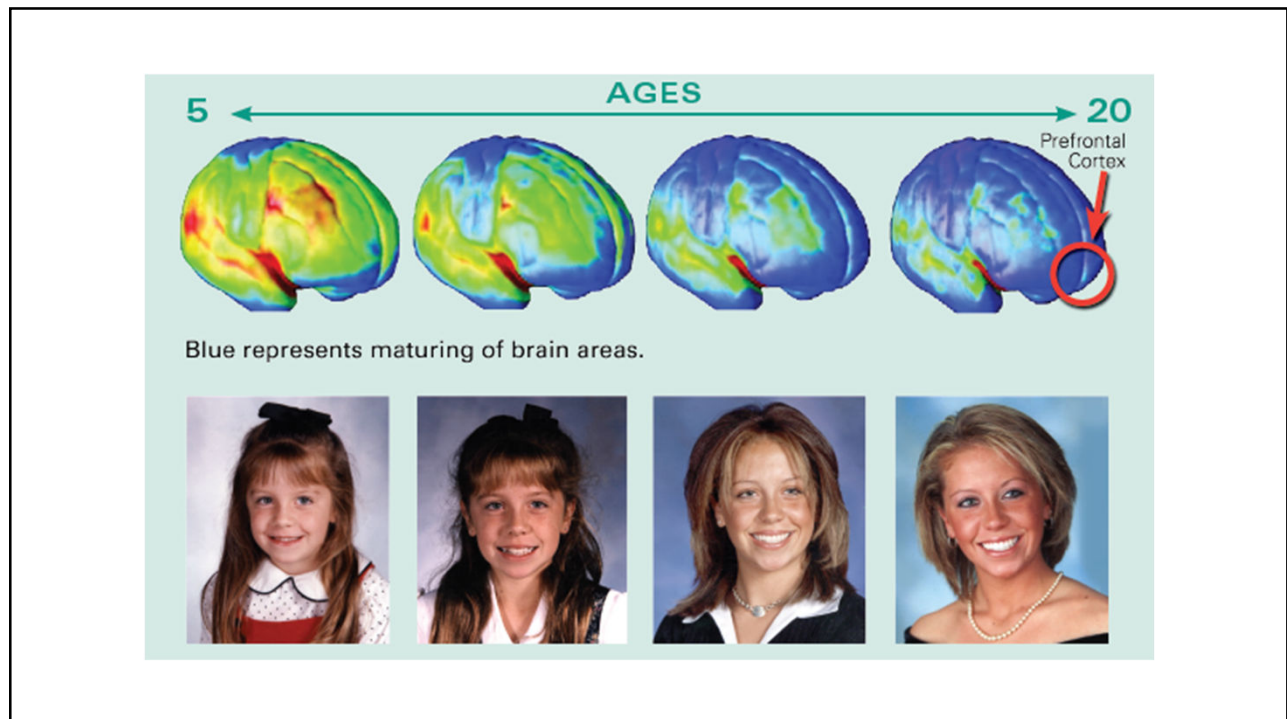 AGES
5 20
Prefrontal
Cortex
Blue represents maturing of brain areas.